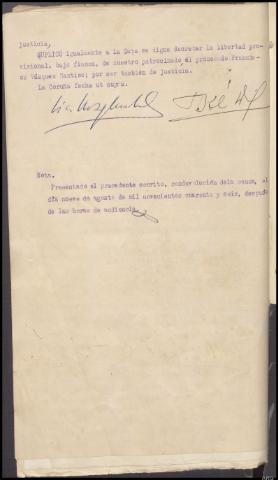 justicia,
SUPLICO igualmente a la Sala se digne decretar la libertad pro-
visional, bajo fianza, de nuestro patrocinado el procesado Francis-
co Vázquez Santiso; por ser también de justicia.
La Coruña fecha ut supra.
Nota.
Presentado el precedente escrito, con devolución de la causa, el
día nueve de agosto de mil novecientos cuarenta y seis, después
de las horas de audiencia.